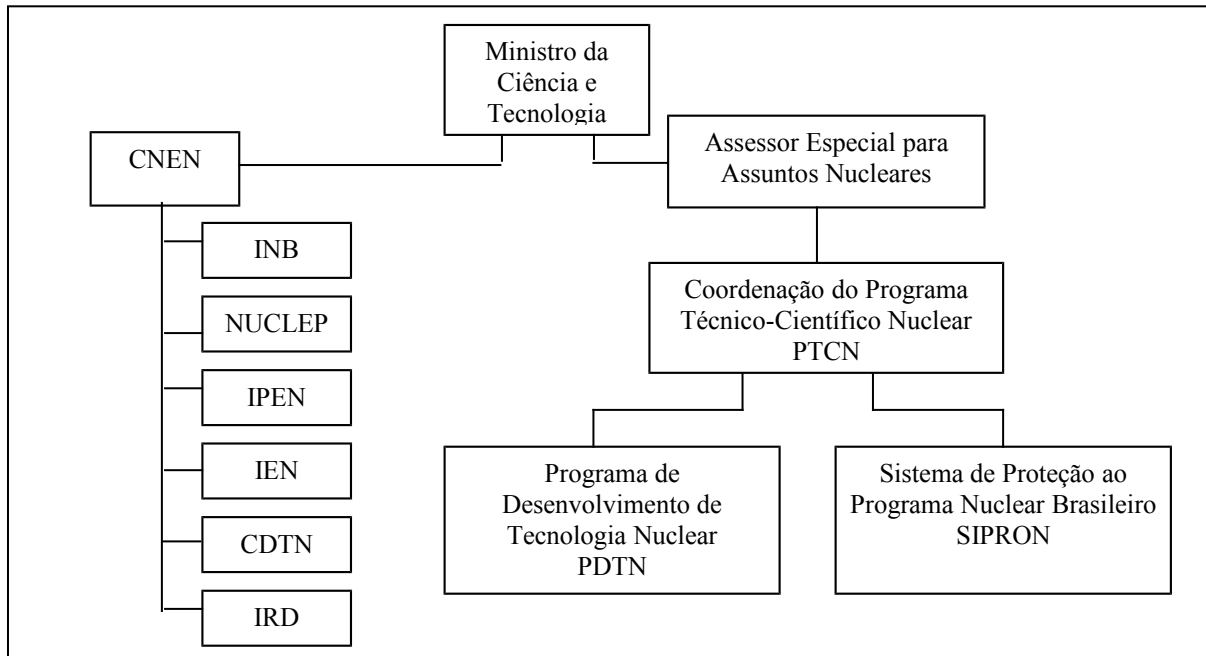 Ministro da
Ciência e
Tecnologia
CNEN
Assessor Especial para
Assuntos Nucleares
INB
NUCLEP
IPEN
IEN
CDTN
IRD
Coordenação do Programa
Técnico-Científico Nuclear
PTCN
Programa de
Desenvolvimento de
Tecnologia Nuclear
PDTN
Sistema de Proteção ao
Programa Nuclear Brasileiro
SIPRON